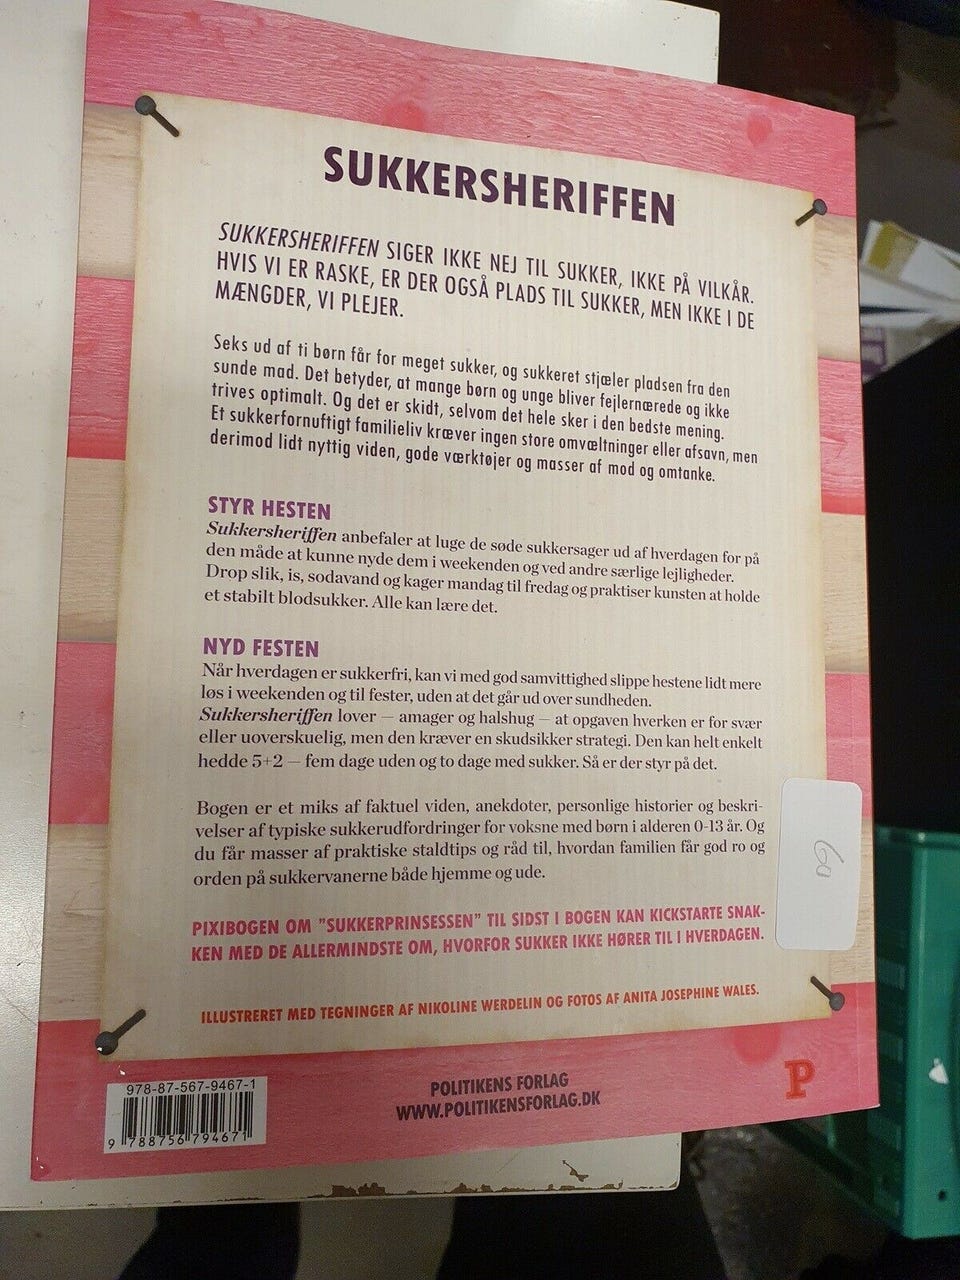 SUKKERSHERIFFEN
SUKKERSHERIFFEN SIGER IKKE NEJ TIL SUKKER, IKKE PÅ VILKÅR.
HVIS VI ER RASKE, ER DER OGSÅ PLADS TIL SUKKER, MEN IKKE I DE
MÆNGDER, VI PLEJER.
Seks ud af ti børn får for meget sukker, og sukkeret stjæler pladsen fra den
sunde mad. Det betyder, at mange børn og unge bliver fejlernærede og ikke
trives optimalt. Og det er skidt, selvom det hele sker i den bedste mening.
Et sukkerfornuftigt familieliv kræver ingen store omvæltninger eller afsavn, men
derimod lidt nyttig viden, gode værktøjer og masser af mod og omtanke.
STYR HESTEN
Sukkersheriffen anbefaler at luge de søde sukkersager ud af hverdagen for på
den måde at kunne nyde dem i weekenden og ved andre særlige lejligheder.
Drop slik, is, sodavand og kager mandag til fredag og praktiser kunsten at holde
et stabilt blodsukker. Alle kan lære det.
NYD FESTEN
Når hverdagen er sukkerfri, kan vi med god samvittighed slippe hestene lidt mere
løs i weekenden og til fester, uden at det går ud over sundheden.
Sukkersheriffen lover — amager og halshug — at opgaven hverken er for svær
eller uoverskuelig, men den kræver en skudsikker strategi. Den kan helt enkelt
hedde 5+2 — fem dage uden og to dage med sukker. Så er der styr på det.
Bogen er et miks af faktuel viden, anekdoter, personlige historier og beskri-
velser af typiske sukkerudfordringer for voksne med børn i alderen 0-13 år. Og
du får masser af praktiske staldtips og råd til, hvordan familien får god ro og
orden på sukkervanerne både hjemme og ude.
PIXIBOGEN OM ”SUKKERPRINSESSEN” TIL SIDST I BOGEN KAN KICKSTARTE SNAK-
KEN MED DE ALLERMINDSTE OM, HVORFOR SUKKER IKKE HØRER TIL I HVERDAGEN.
ILLUSTRERET MED TEGNINGER AF NIKOLINE WERDELIN OG FOTOS AF ANITA JOSEPHINE WALES.
60
978-87-567-9467-1
9 788756 794671
POLITIKENS FORLAG
WWW.POLITIKENSFORLAG.DK
P